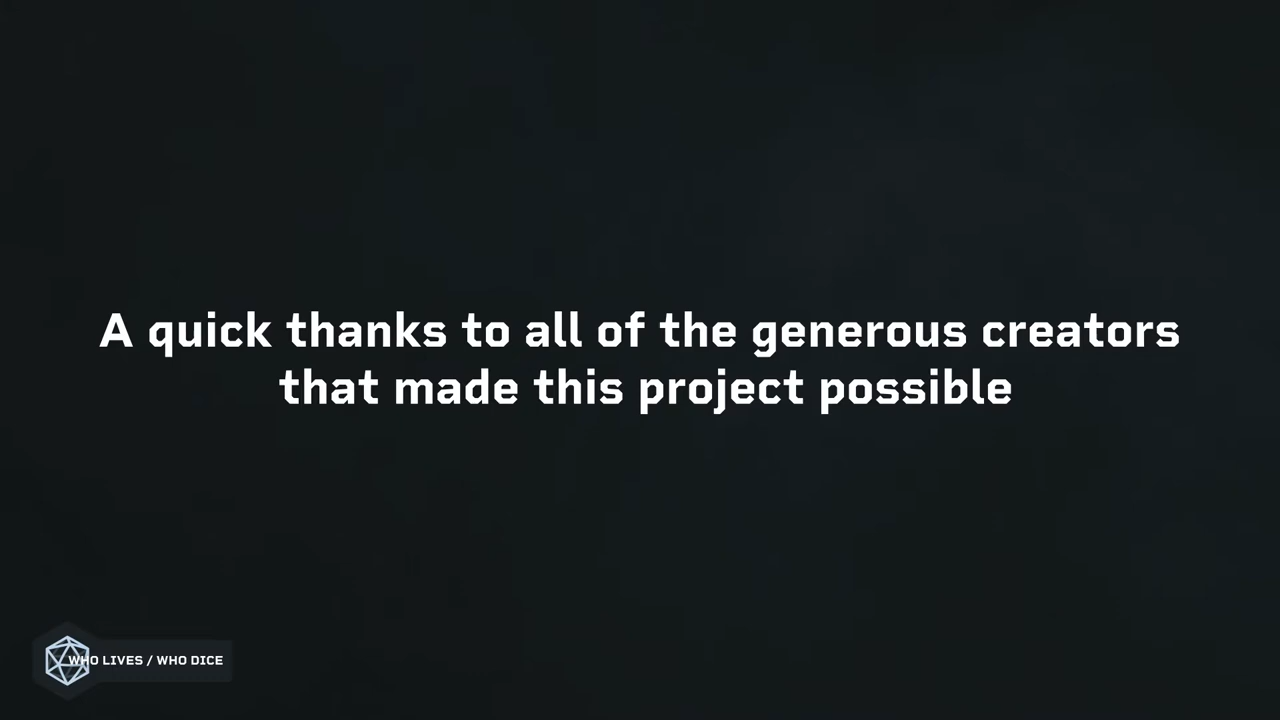 A quick thanks to all of the generous creators
that made this project possible
WHO LIVES / WHO DICE